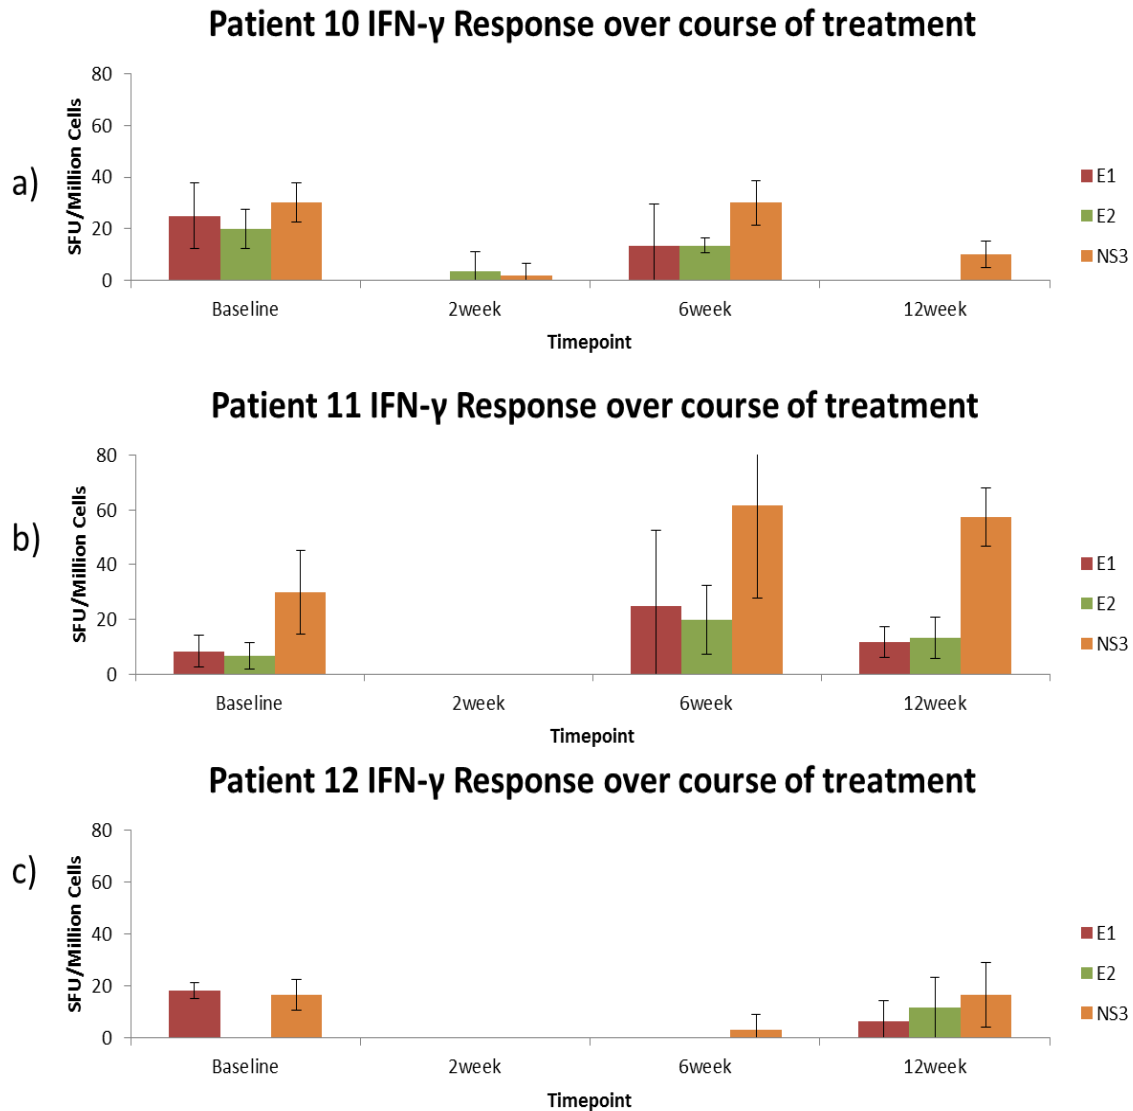 Patient 10 IFN-γ Response over course of treatment
a)
SFU/Million Cells
80
60
40
20
0
Baseline 2week 6week 12week
Timepoint
E1
E2
NS3
Patient 11 IFN-γ Response over course of treatment
b)
SFU/Million Cells
80
60
40
20
0
Baseline 2week 6week 12week
Timepoint
E1
E2
NS3
Patient 12 IFN-γ Response over course of treatment
c)
SFU/Million Cells
80
60
40
20
0
Baseline 2week 6week 12week
Timepoint
E1
E2
NS3